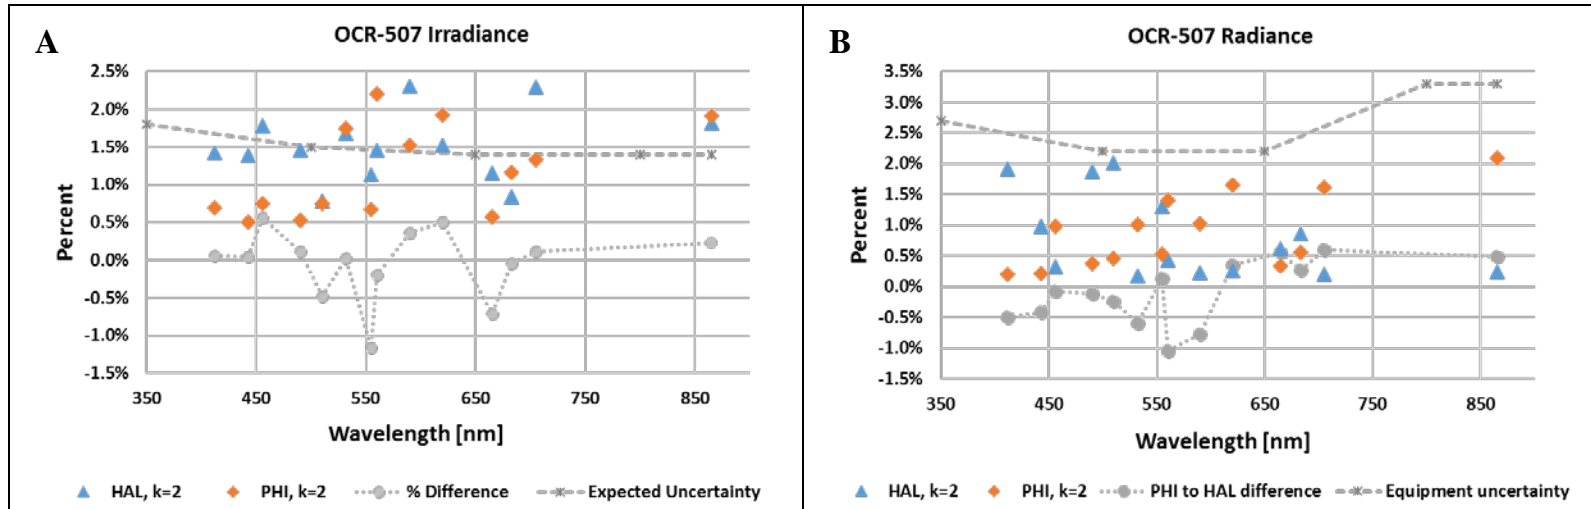 A
OCR-507 Irradiance
2.5%
2.0%
1.5%
1.0%
0.5%
0.0%
-0.5%
-1.0%
-1.5%
Percent
350 450 550 650 750 850
Wavelength [nm]
HAL, k=2 PHI, k=2 % Difference Expected Uncertainty
B
OCR-507 Radiance
3.5%
3.0%
2.5%
2.0%
1.5%
1.0%
0.5%
0.0%
-0.5%
-1.0%
-1.5%
Percent
350 450 550 650 750 850
Wavelength [nm]
HAL, k=2 PHI, k=2 PHI to HAL difference Equipment uncertainty